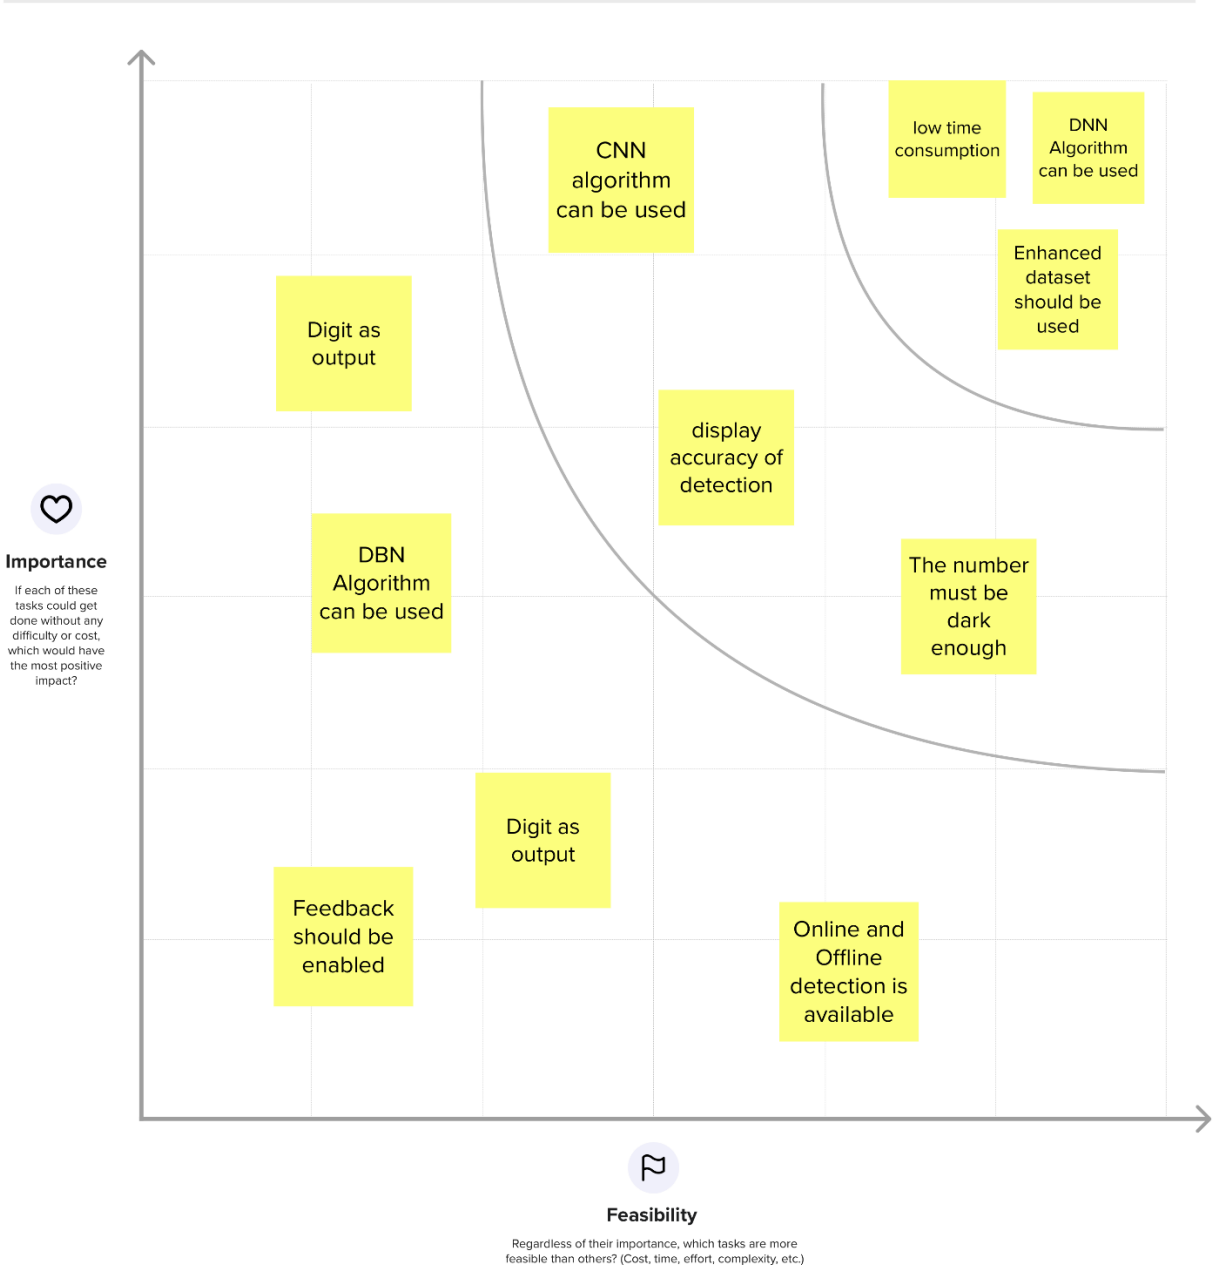 low time
consumption
DNN
Algorithm
can be used
CNN
algorithm
can be used
Enhanced
dataset
should be
used
Digit as
output
display
accuracy of
detection
DBN
Algorithm
can be used
The number
must be
dark
enough
Importance
If each of these
tasks could get
done without any
difficulty or cost,
which would have
the most positive
impact?
Digit as
output
Feedback
should be
enabled
Online and
Offline
detection is
available
Feasibility
Regardless of their importance, which tasks are more
feasible than others? (Cost, time, effort, complexity, etc.)